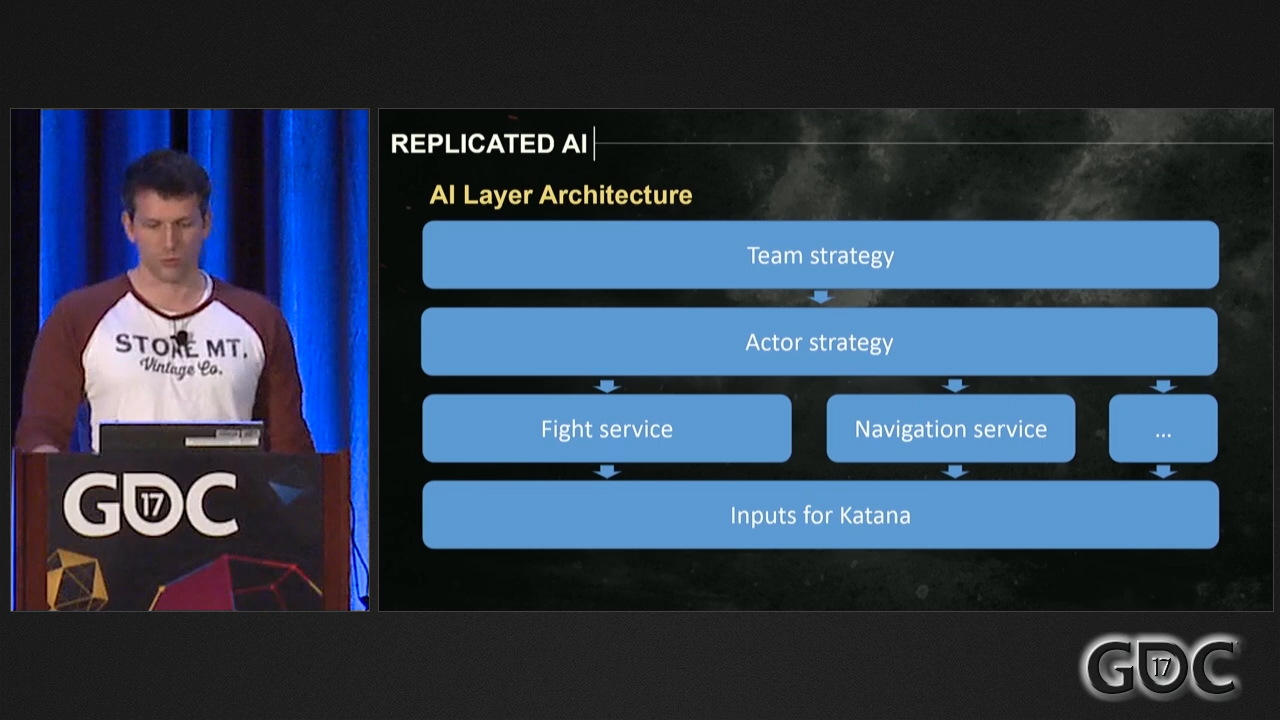 REPLICATED AI
AI Layer Architecture
Team strategy
Actor strategy
Fight service
Navigation service
...
Inputs for Katana
STONE MT.
Vintage Co.
GDC
17
GDC
17